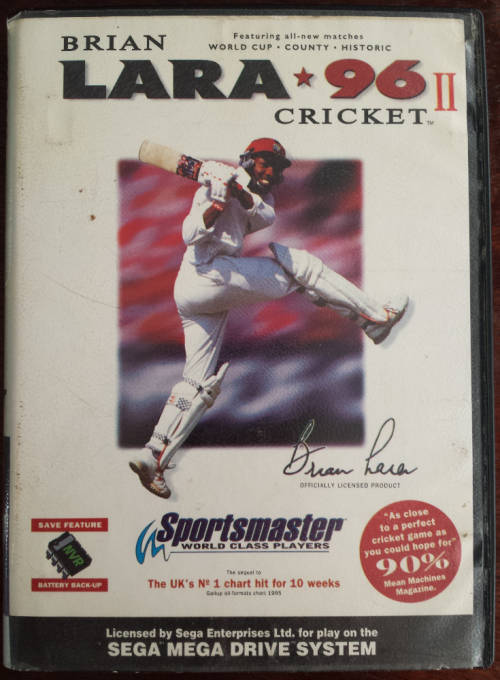 BRIAN
Featuring all-new matches
WORLD CUP • COUNTY • HISTORIC
LARA ★ 96 II
CRICKET™
Brian Lara
OFFICIALLY LICENSED PRODUCT
SAVE FEATURE
NVR
BATTERY BACK-UP
Sportsmaster
WORLD CLASS PLAYERS
The sequel to
The UK's Nº 1 chart hit for 10 weeks
Gallup all-formats chart 1995
"As close
to a perfect
cricket game as
you could hope for"
90%
Mean Machines
Magazine.
Licensed by Sega Enterprises Ltd. for play on the
SEGA™ MEGA DRIVE SYSTEM